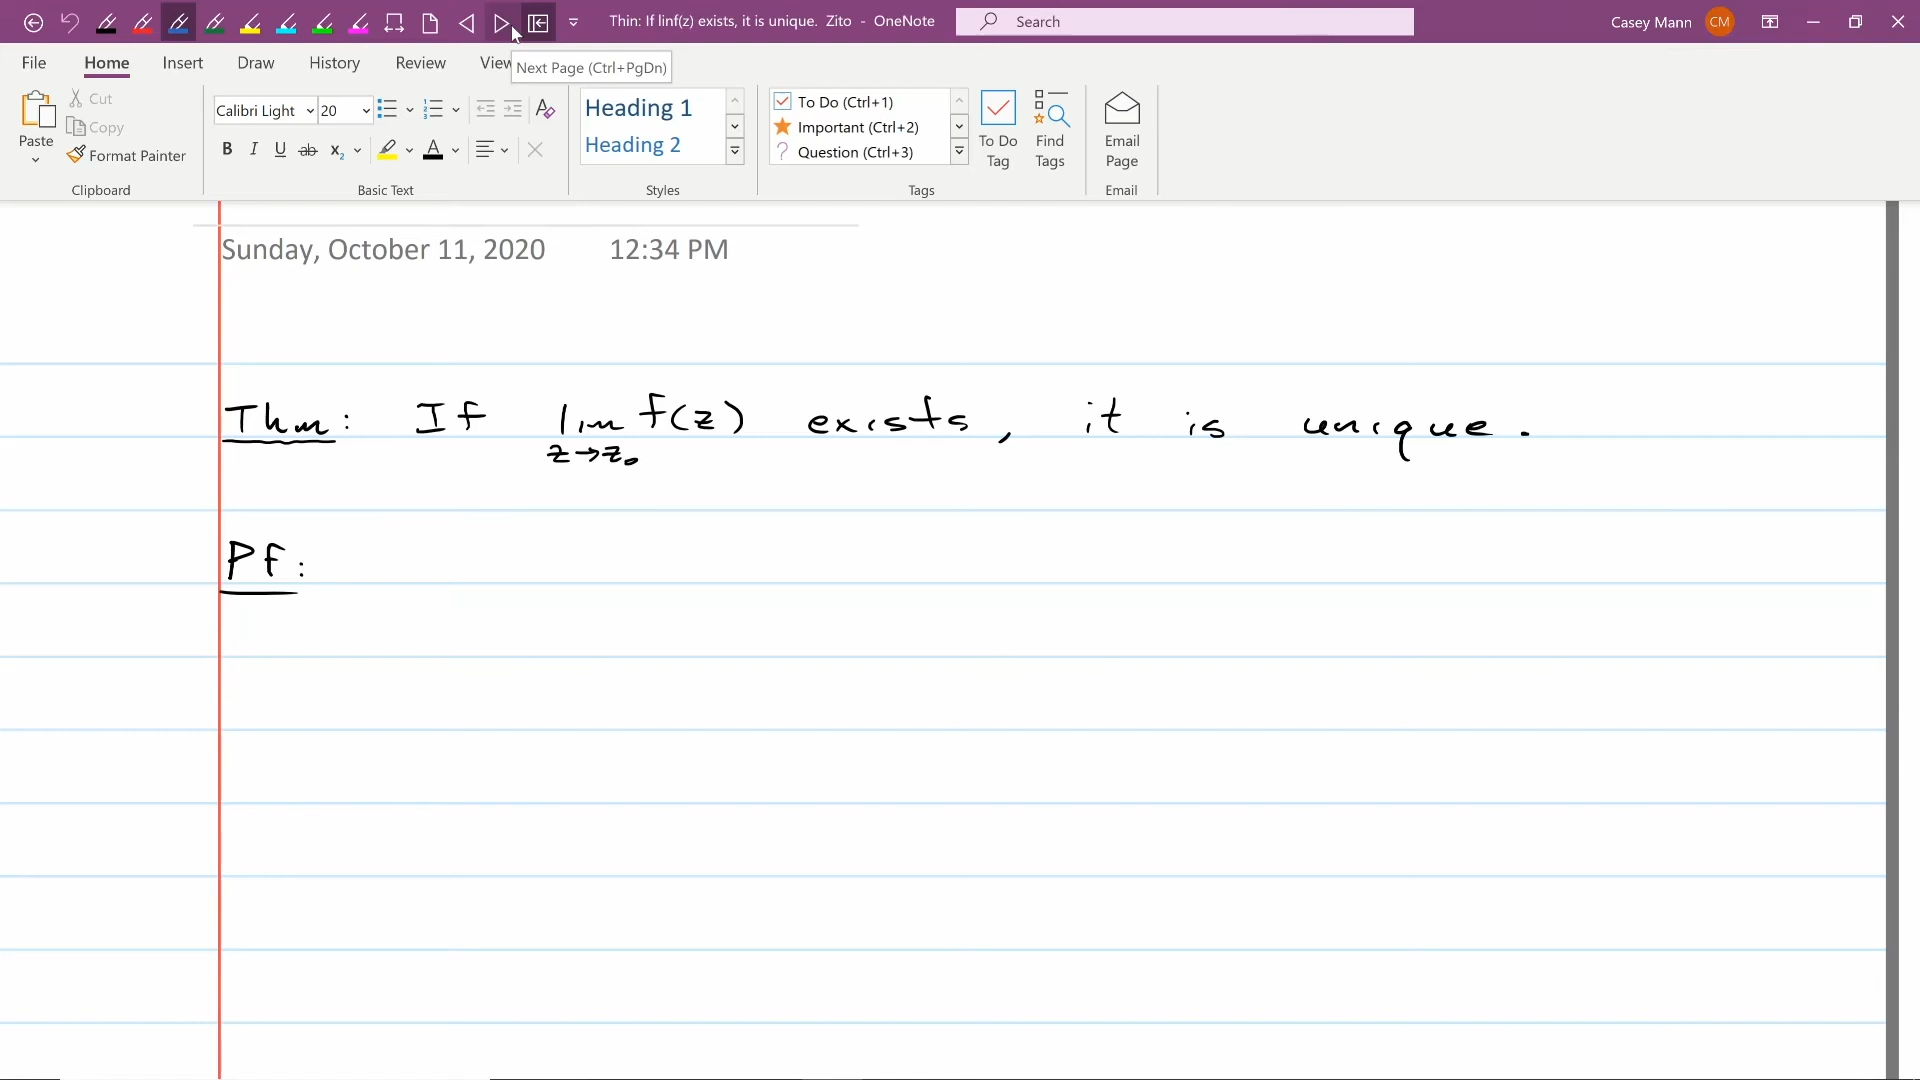 Thin: If linf(z) exists, it is unique. Zito - OneNote
Search
Casey Mann
CM
File Home Insert Draw History Review View
Next Page (Ctrl+PgDn)
Paste
Cut
Copy
Format Painter
Clipboard
Calibri Light 20
B I U ab x₂ A
Basic Text
Heading 1
Heading 2
Styles
To Do (Ctrl+1)
Important (Ctrl+2)
Question (Ctrl+3)
Tags
To Do Tag
Find Tags
Email Page
Email
Sunday, October 11, 2020 12:34 PM
Thm: If lim f(z) exists, it is unique.
z→z₀
Pf: